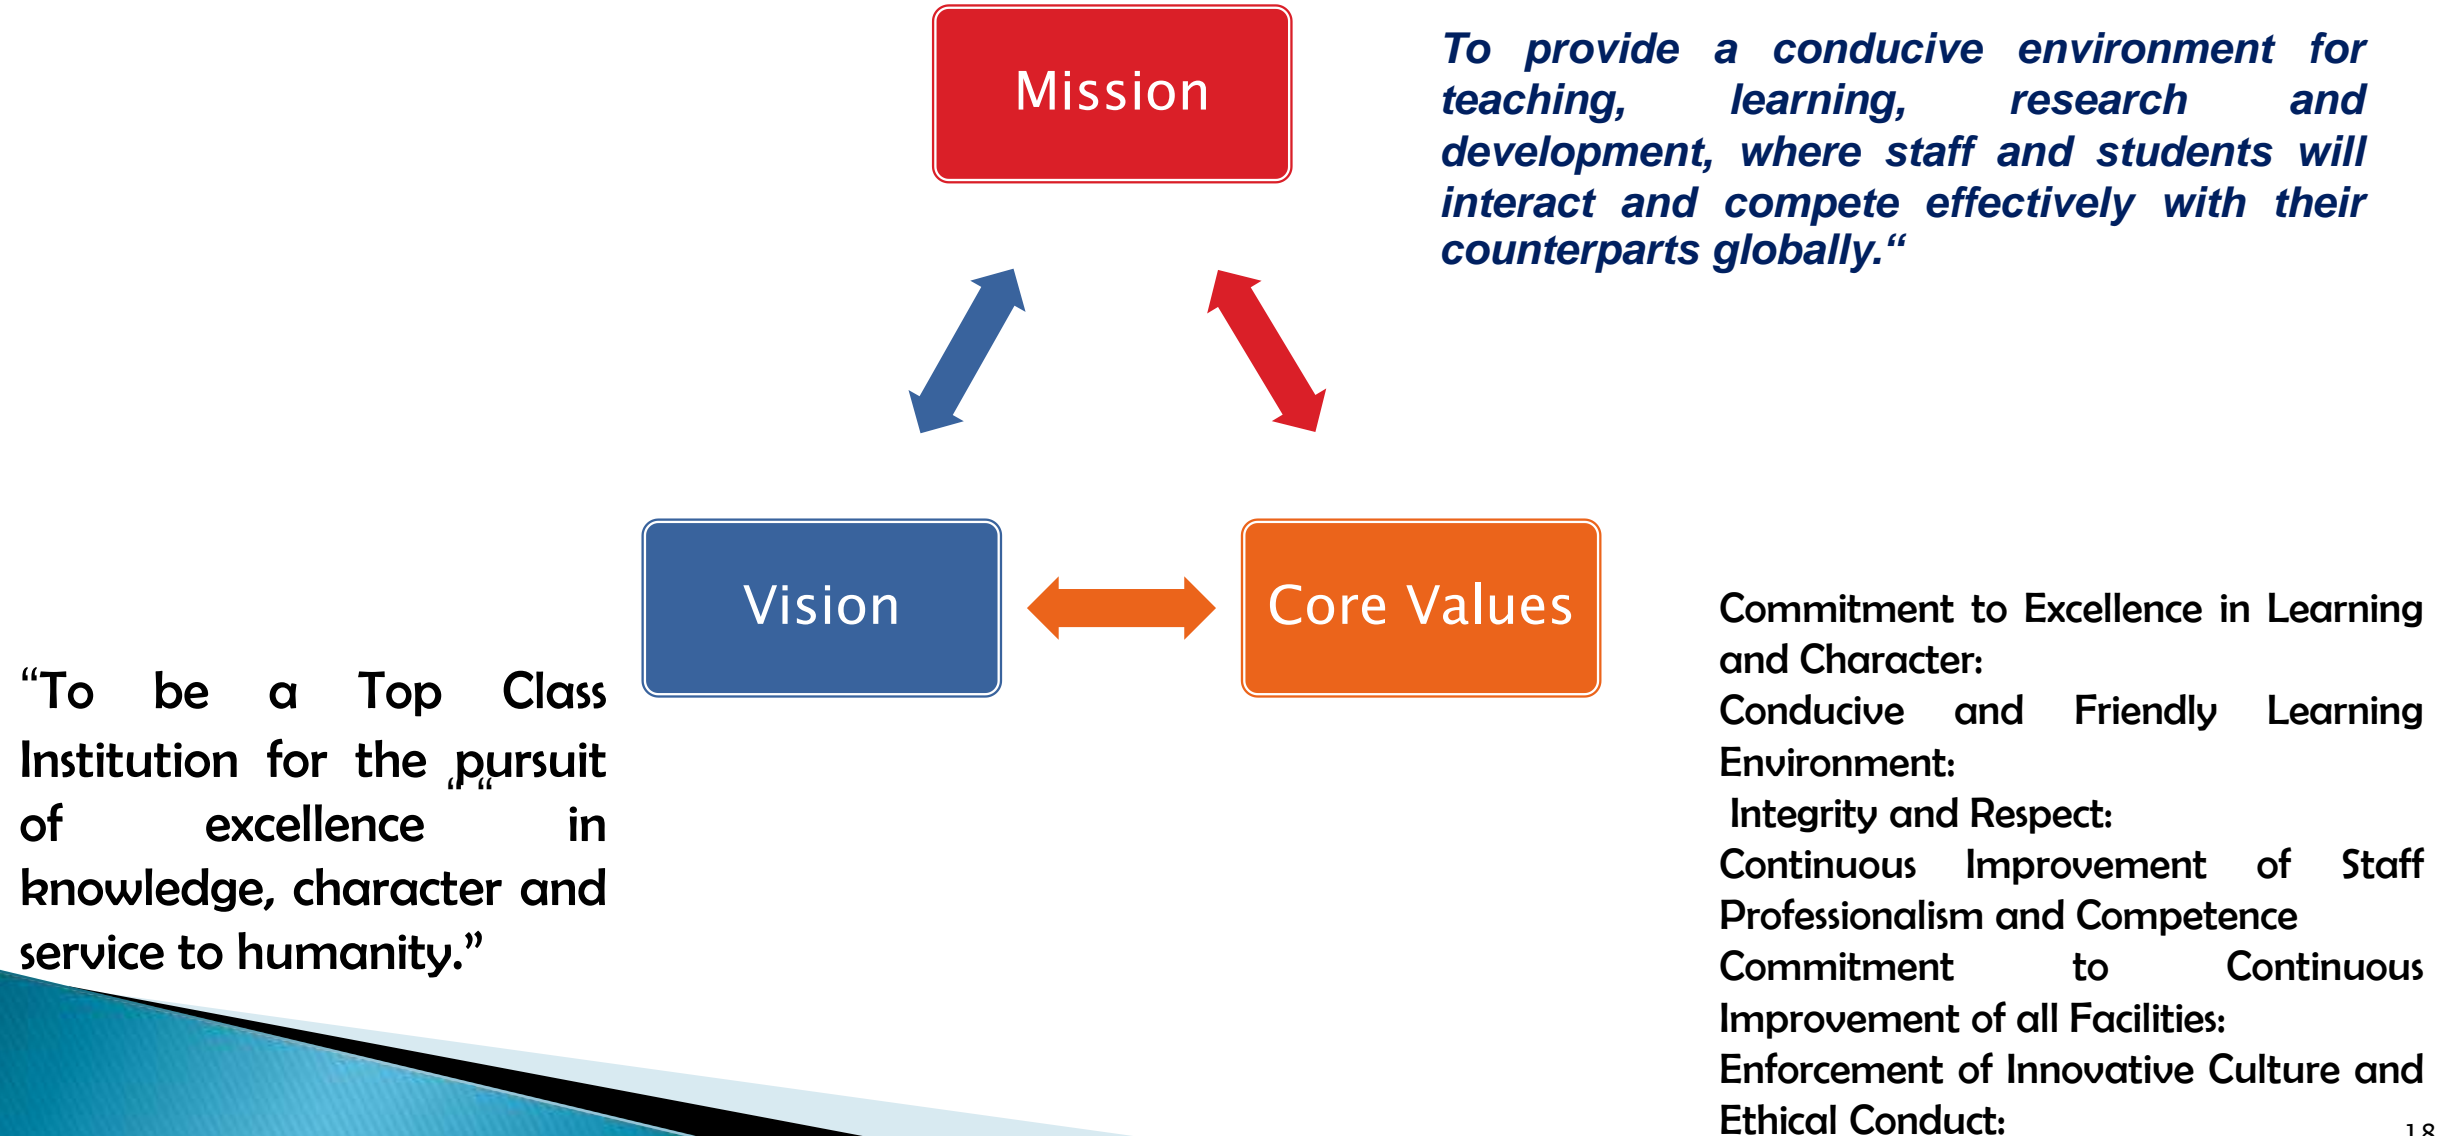 Mission
To provide a conducive environment for
teaching, learning, research and
development, where staff and students will
interact and compete effectively with their
counterparts globally.“
Vision
Core Values
“To be a Top Class
Institution for the pursuit
“ “
of excellence in
knowledge, character and
service to humanity.”
Commitment to Excellence in Learning
and Character:
Conducive and Friendly Learning
Environment:
Integrity and Respect:
Continuous Improvement of Staff
Professionalism and Competence
Commitment to Continuous
Improvement of all Facilities:
Enforcement of Innovative Culture and
Ethical Conduct:
18